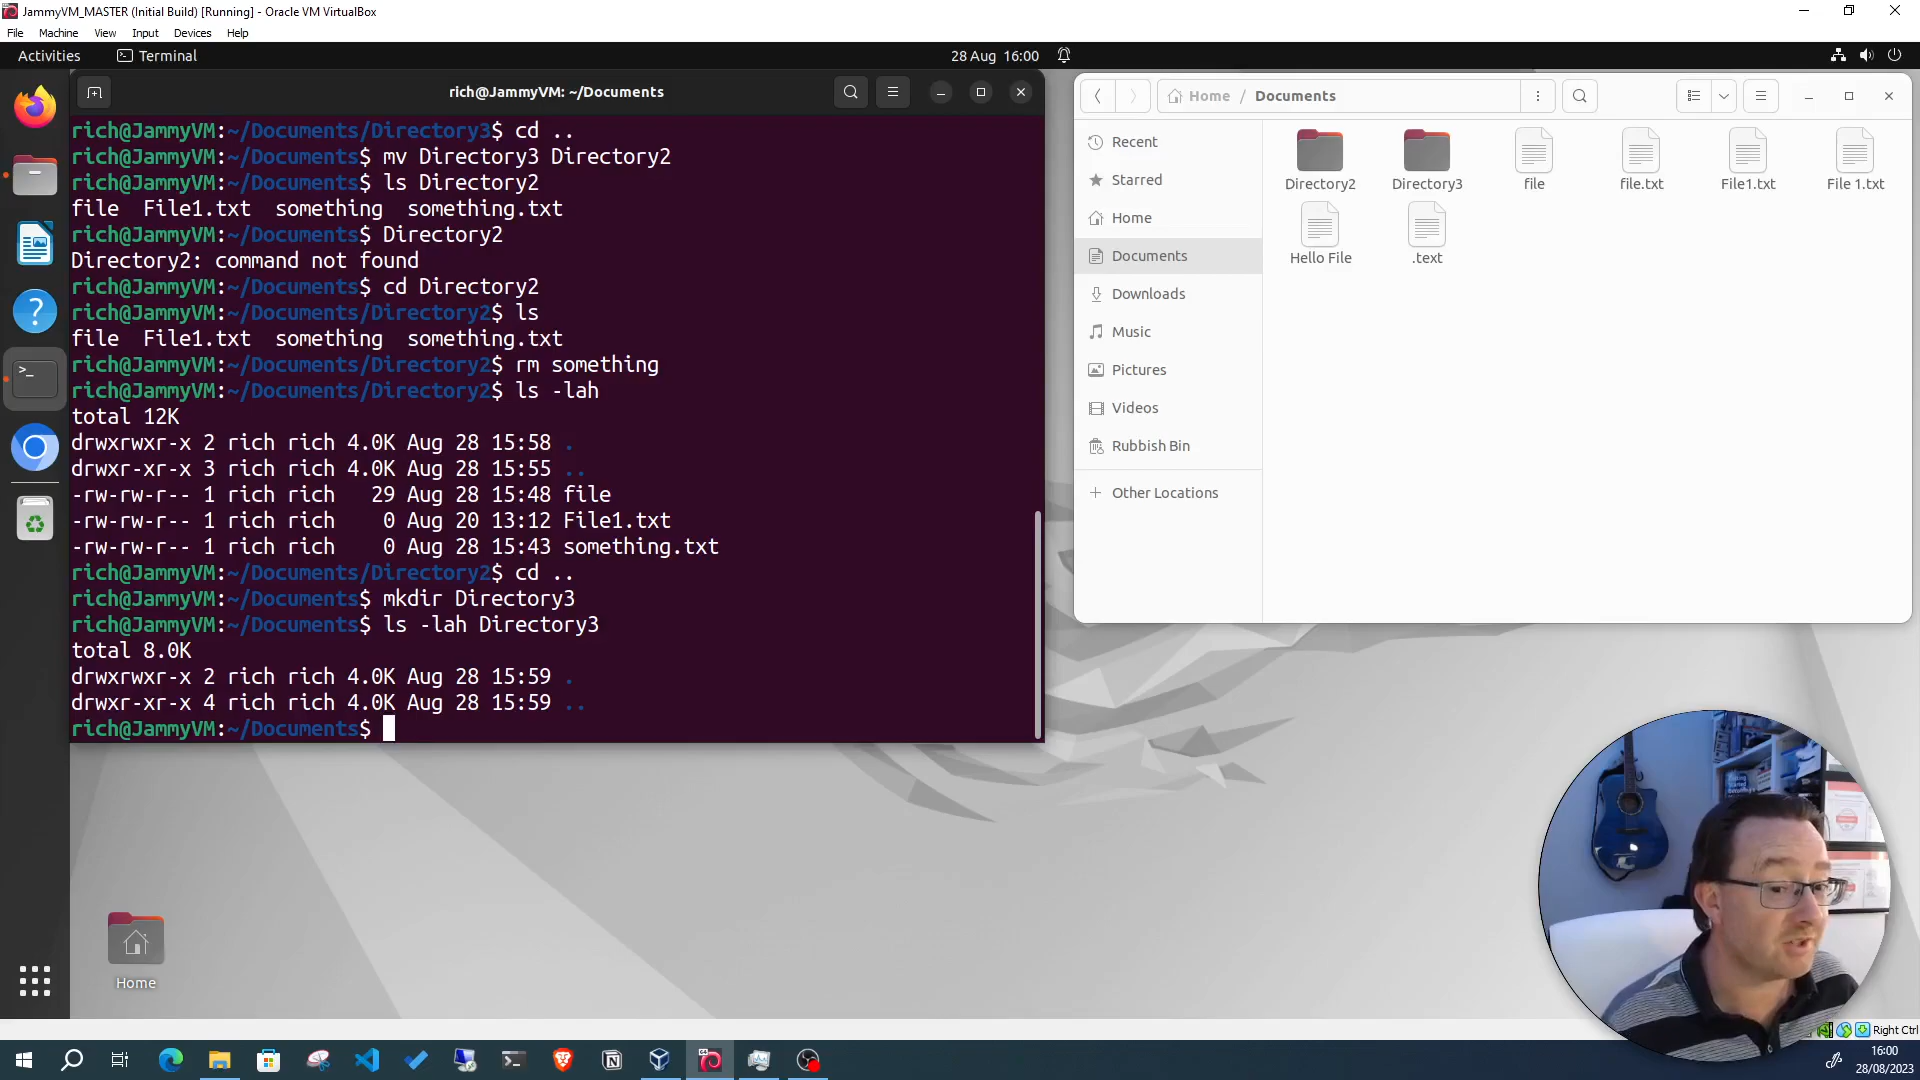 JammyVM_MASTER (Initial Build) [Running] - Oracle VM VirtualBox
File Machine View Input Devices Help
Activities Terminal 28 Aug 16:00
rich@JammyVM: ~/Documents
rich@JammyVM:~/Documents/Directory3$ cd ..
rich@JammyVM:~/Documents$ mv Directory3 Directory2
rich@JammyVM:~/Documents$ ls Directory2
file File1.txt something something.txt
rich@JammyVM:~/Documents$ Directory2
Directory2: command not found
rich@JammyVM:~/Documents$ cd Directory2
rich@JammyVM:~/Documents/Directory2$ ls
file File1.txt something something.txt
rich@JammyVM:~/Documents/Directory2$ rm something
rich@JammyVM:~/Documents/Directory2$ ls -lah
total 12K
drwxrwxr-x 2 rich rich 4.0K Aug 28 15:58 .
drwxr-xr-x 3 rich rich 4.0K Aug 28 15:55 ..
-rw-rw-r-- 1 rich rich 29 Aug 28 15:48 file
-rw-rw-r-- 1 rich rich 0 Aug 20 13:12 File1.txt
-rw-rw-r-- 1 rich rich 0 Aug 28 15:43 something.txt
rich@JammyVM:~/Documents/Directory2$ cd ..
rich@JammyVM:~/Documents$ mkdir Directory3
rich@JammyVM:~/Documents$ ls -lah Directory3
total 8.0K
drwxrwxr-x 2 rich rich 4.0K Aug 28 15:59 .
drwxr-xr-x 4 rich rich 4.0K Aug 28 15:59 ..
rich@JammyVM:~/Documents$
Home / Documents
Recent
Starred
Home
Documents
Downloads
Music
Pictures
Videos
Rubbish Bin
Other Locations
Directory2 Directory3 file file.txt File1.txt File 1.txt
Hello File .text
Home
Right Ctrl
16:00
28/08/2023